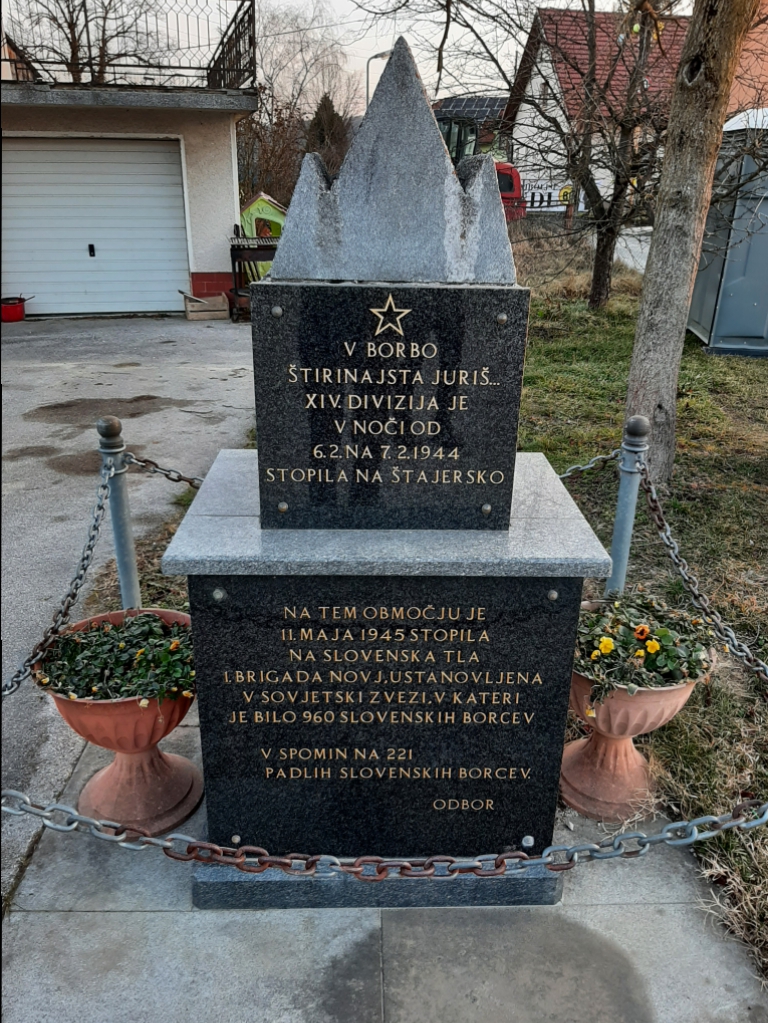 V BORBO
ŠTIRINAJSTA JURIŠ...
XIV. DIVIZIJA JE
V NOČI OD
6.2. NA 7.2.1944
STOPILA NA ŠTAJERSKO
NA TEM OBMOČJU JE
11. MAJA 1945 STOPILA
NA SLOVENSKA TLA
1. BRIGADA NOV J, USTANOVLJENA
V SOVJETSKI ZVEZI, V KATERI
JE BILO 960 SLOVENSKIH BORCEV
V SPOMIN NA 221
PADLIH SLOVENSKIH BORCEV.
ODBOR